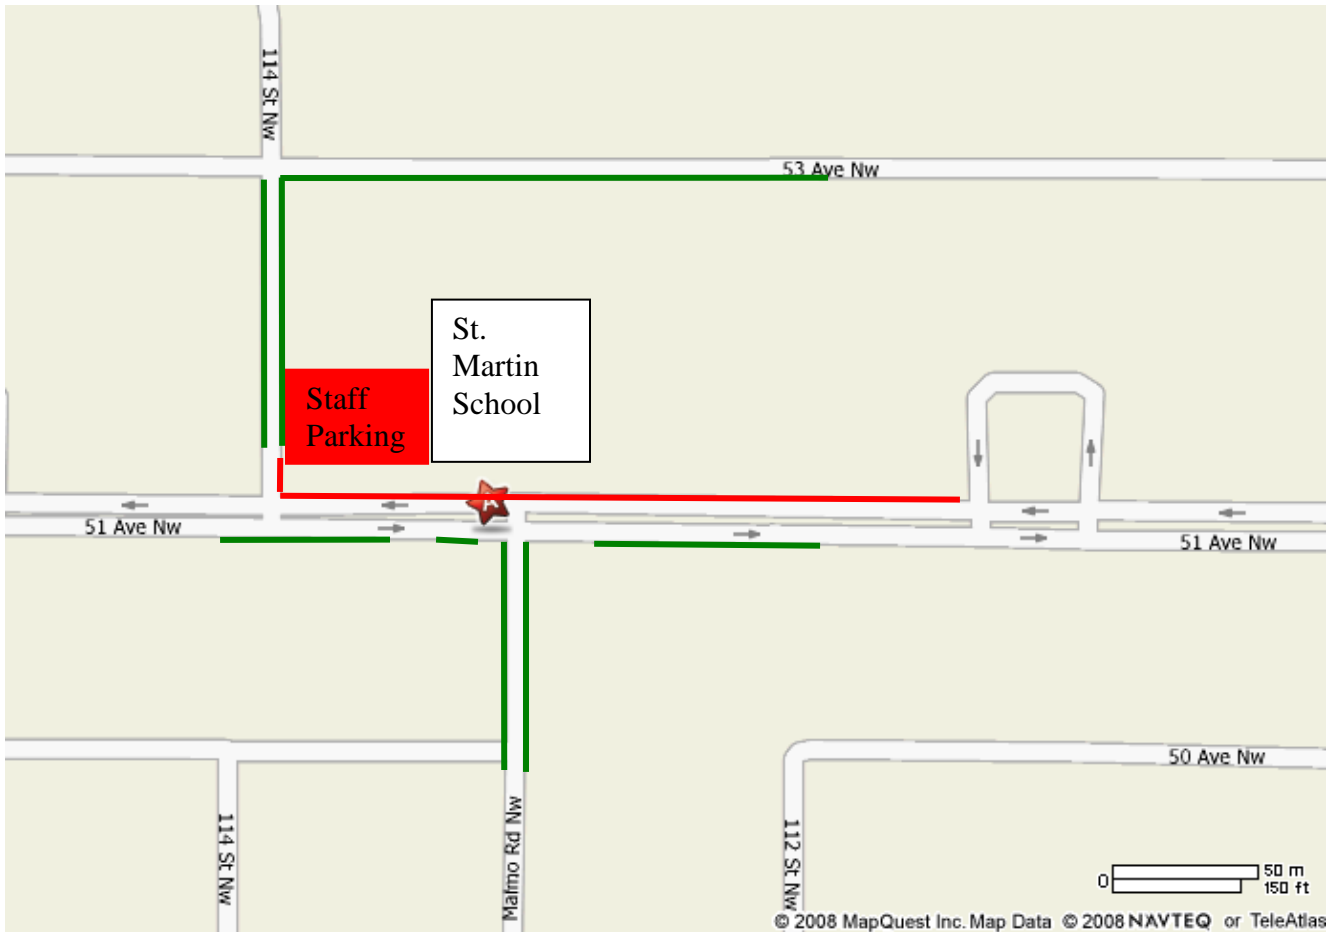 114 St Nw
53 Ave Nw
St.
Martin
School
Staff
Parking
A
51 Ave Nw
51 Ave Nw
50 Ave Nw
114 St Nw
Malmo Rd Nw
112 St Nw
0
50 m
150 ft
© 2008 MapQuest Inc. Map Data © 2008 NAVTEQ or TeleAtlas